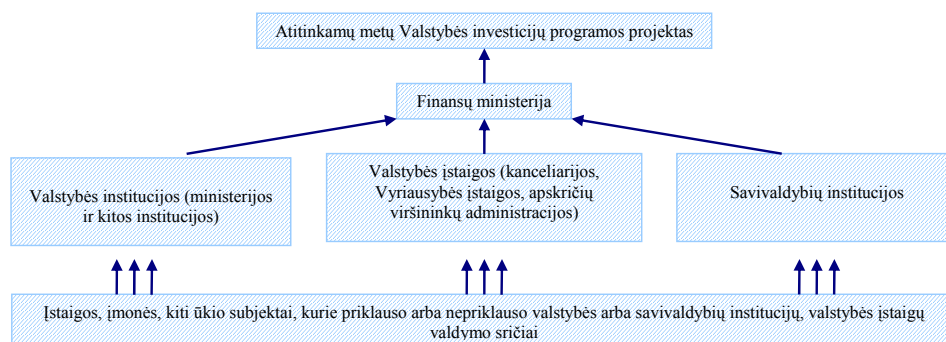 Atitinkamų metų Valstybės investicijų programos projektas
Finansų ministerija
Valstybės institucijos (ministerijos
ir kitos institucijos)
Valstybės įstaigos (kanceliarijos,
Vyriausybės įstaigos, apskričių
viršininkų administracijos)
Savivaldybių institucijos
Įstaigos, įmonės, kiti ūkio subjektai, kurie priklauso arba nepriklauso valstybės arba savivaldybių institucijų, valstybės įstaigų
valdymo sričiai